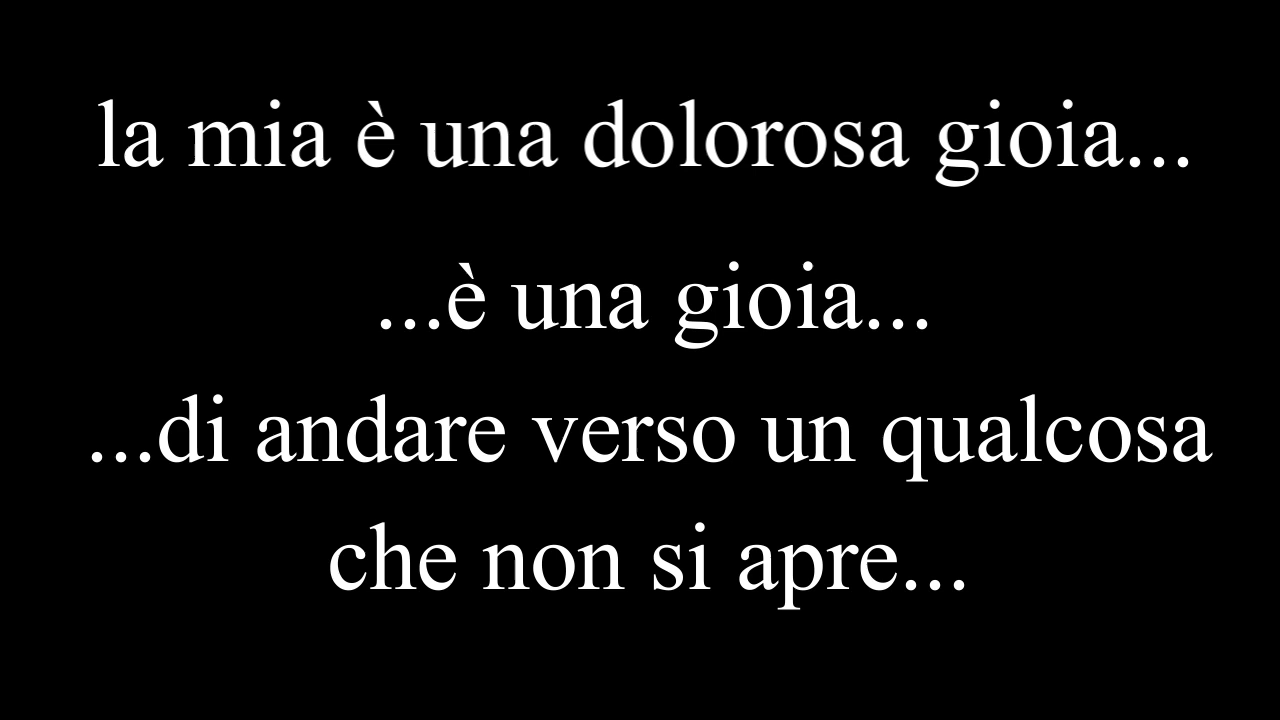 la mia è una dolorosa gioia...
...è una gioia...
...di andare verso un qualcosa
che non si apre...